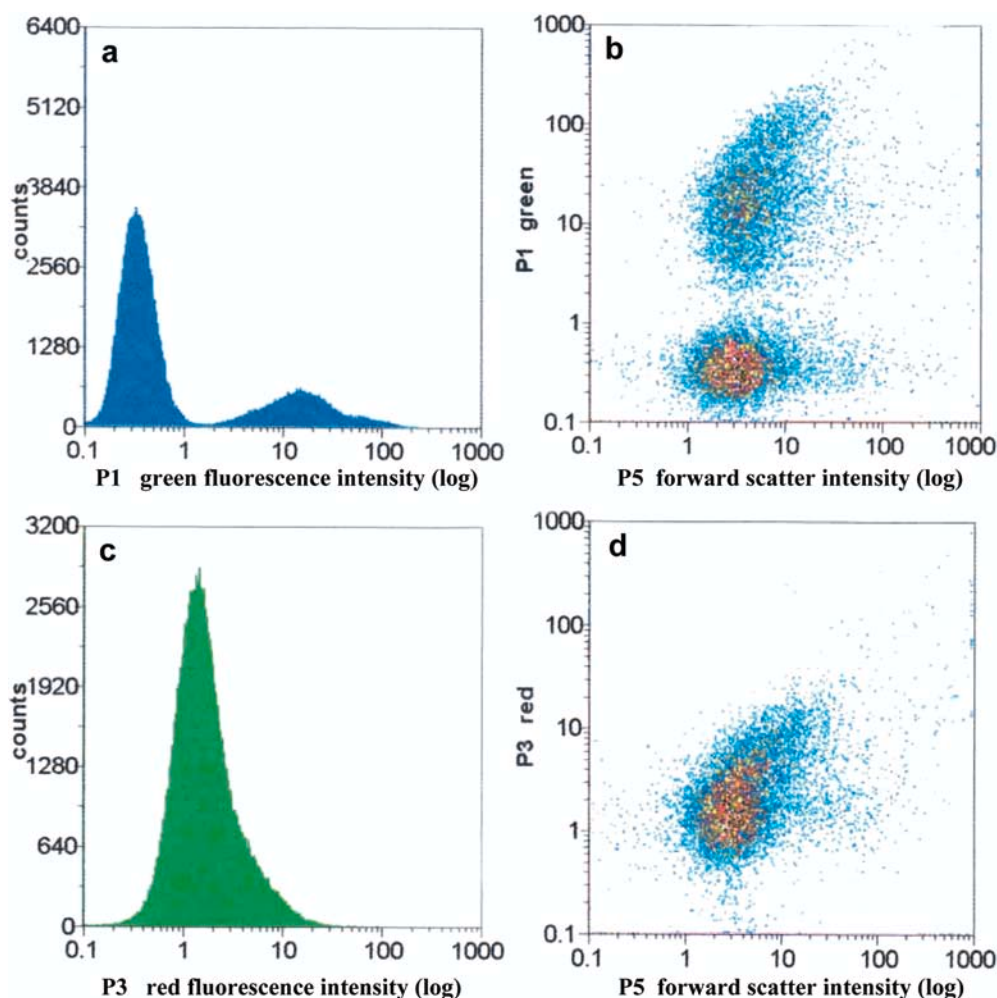 a
6400
5120
3840
2560
1280
0
counts
0.1 1 10 100 1000
P1 green fluorescence intensity (log)
b
1000
100
10
1
0.1
P1 green
0.1 1 10 100 1000
P5 forward scatter intensity (log)
c
3200
2560
1920
1280
640
0
counts
0.1 1 10 100 1000
P3 red fluorescence intensity (log)
d
1000
100
10
1
0.1
P3 red
0.1 1 10 100 1000
P5 forward scatter intensity (log)